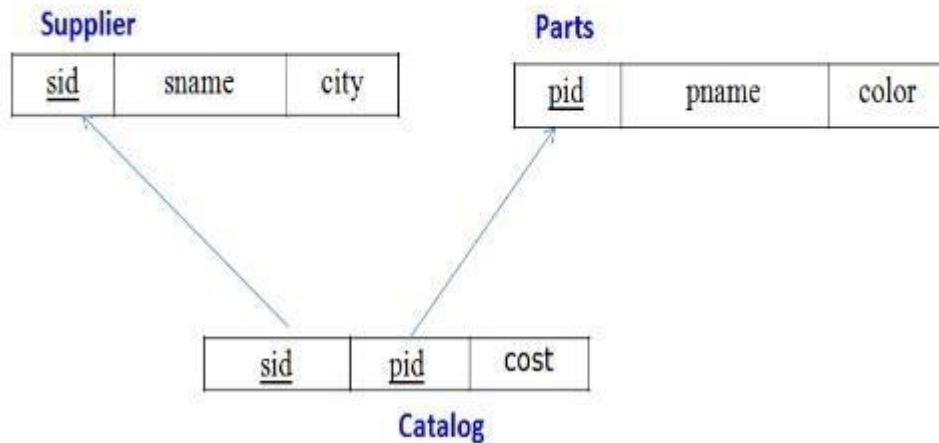 Supplier
Parts
sid sname city
pid pname color
sid pid cost
Catalog